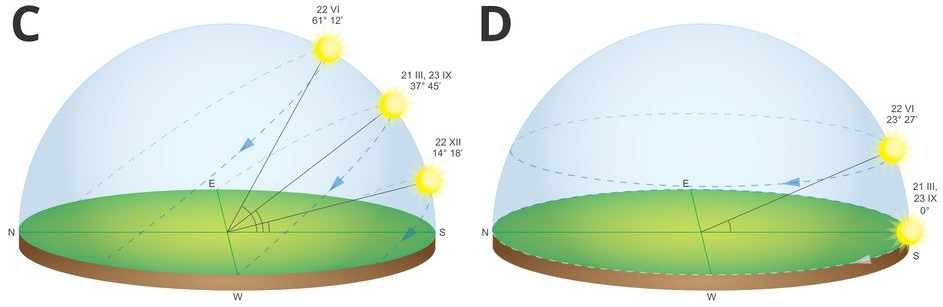 C
22 VI
61° 12′
21 III, 23 IX
37° 45′
22 XII
14° 18′
E
N
S
W
D
22 VI
23° 27′
21 III,
23 IX
0°
E
N
S
W